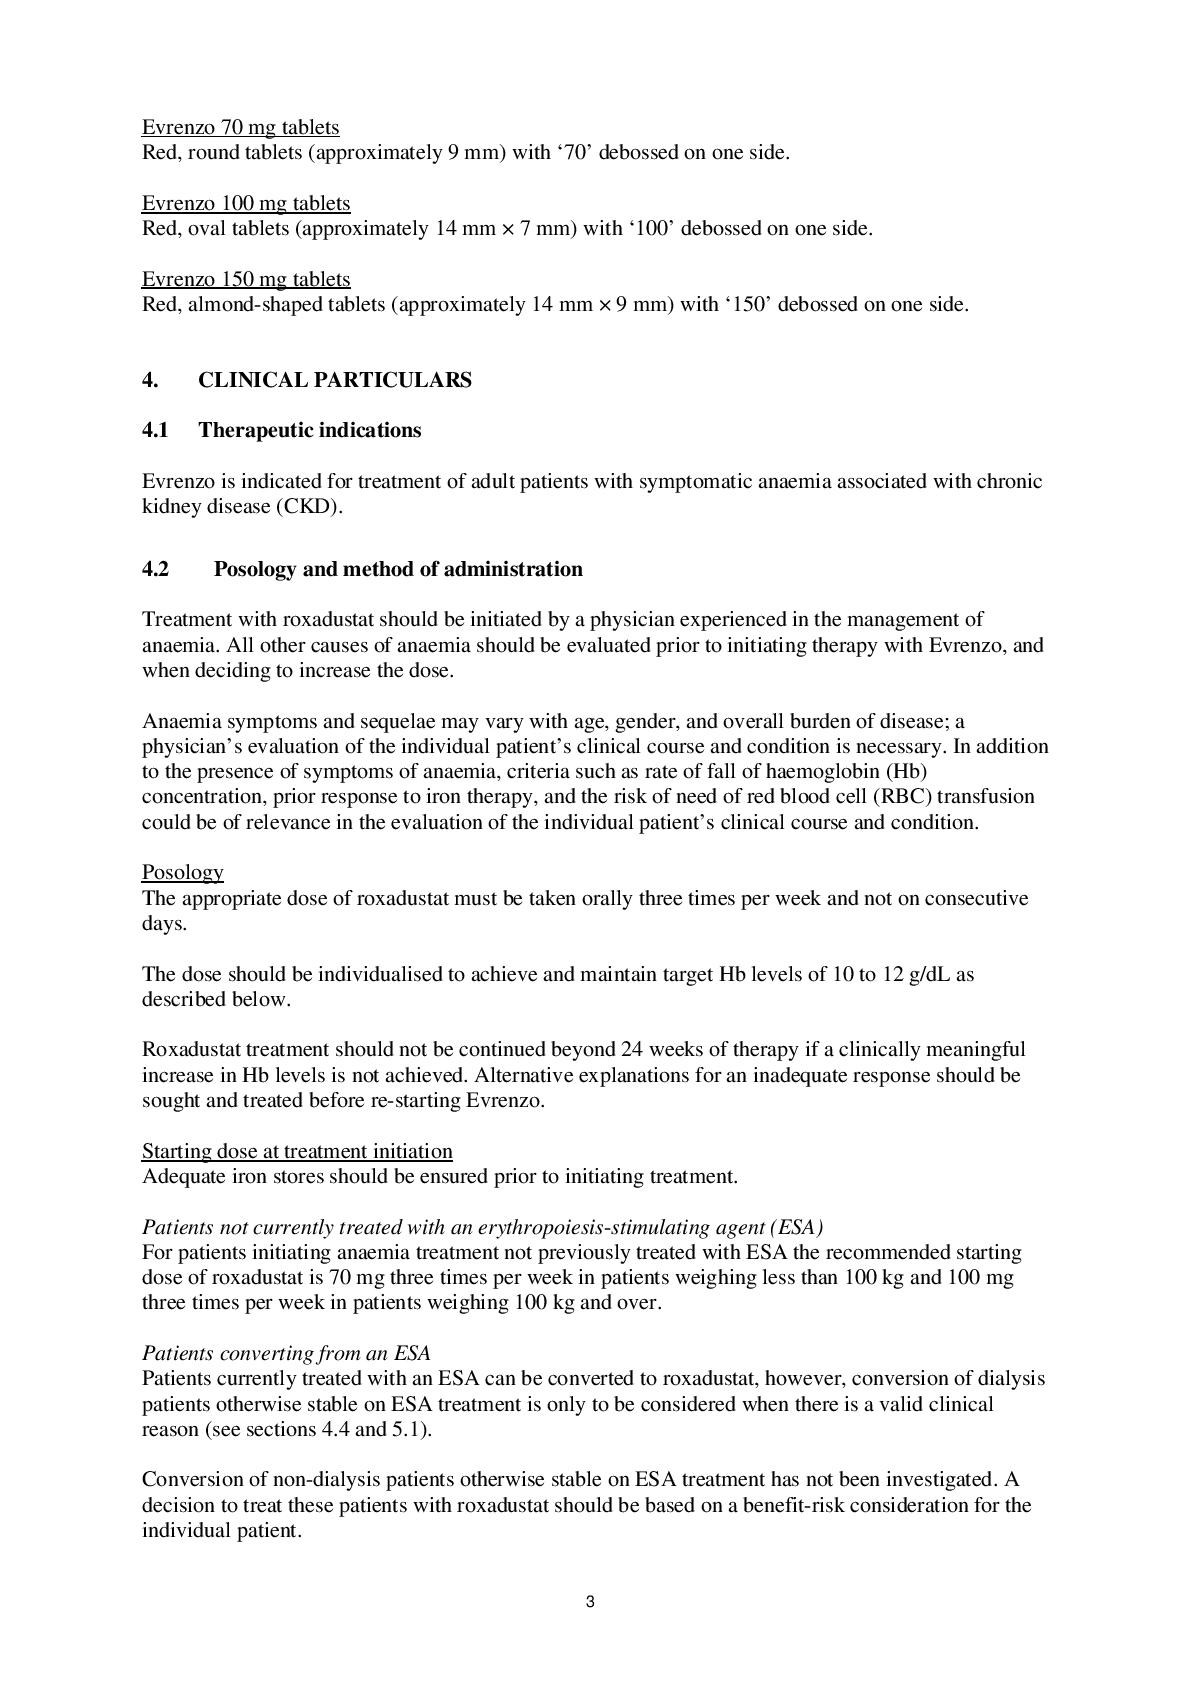 Evrenzo 70 mg tablets
Red, round tablets (approximately 9 mm) with ‘70’ debossed on one side.
Evrenzo 100 mg tablets
Red, oval tablets (approximately 14 mm × 7 mm) with ‘100’ debossed on one side.
Evrenzo 150 mg tablets
Red, almond-shaped tablets (approximately 14 mm × 9 mm) with ‘150’ debossed on one side.
4. CLINICAL PARTICULARS
4.1 Therapeutic indications
Evrenzo is indicated for treatment of adult patients with symptomatic anaemia associated with chronic
kidney disease (CKD).
4.2 Posology and method of administration
Treatment with roxadustat should be initiated by a physician experienced in the management of
anaemia. All other causes of anaemia should be evaluated prior to initiating therapy with Evrenzo, and
when deciding to increase the dose.
Anaemia symptoms and sequelae may vary with age, gender, and overall burden of disease; a
physician’s evaluation of the individual patient’s clinical course and condition is necessary. In addition
to the presence of symptoms of anaemia, criteria such as rate of fall of haemoglobin (Hb)
concentration, prior response to iron therapy, and the risk of need of red blood cell (RBC) transfusion
could be of relevance in the evaluation of the individual patient’s clinical course and condition.
Posology
The appropriate dose of roxadustat must be taken orally three times per week and not on consecutive
days.
The dose should be individualised to achieve and maintain target Hb levels of 10 to 12 g/dL as
described below.
Roxadustat treatment should not be continued beyond 24 weeks of therapy if a clinically meaningful
increase in Hb levels is not achieved. Alternative explanations for an inadequate response should be
sought and treated before re-starting Evrenzo.
Starting dose at treatment initiation
Adequate iron stores should be ensured prior to initiating treatment.
Patients not currently treated with an erythropoiesis-stimulating agent (ESA)
For patients initiating anaemia treatment not previously treated with ESA the recommended starting
dose of roxadustat is 70 mg three times per week in patients weighing less than 100 kg and 100 mg
three times per week in patients weighing 100 kg and over.
Patients converting from an ESA
Patients currently treated with an ESA can be converted to roxadustat, however, conversion of dialysis
patients otherwise stable on ESA treatment is only to be considered when there is a valid clinical
reason (see sections 4.4 and 5.1).
Conversion of non-dialysis patients otherwise stable on ESA treatment has not been investigated. A
decision to treat these patients with roxadustat should be based on a benefit-risk consideration for the
individual patient.
3